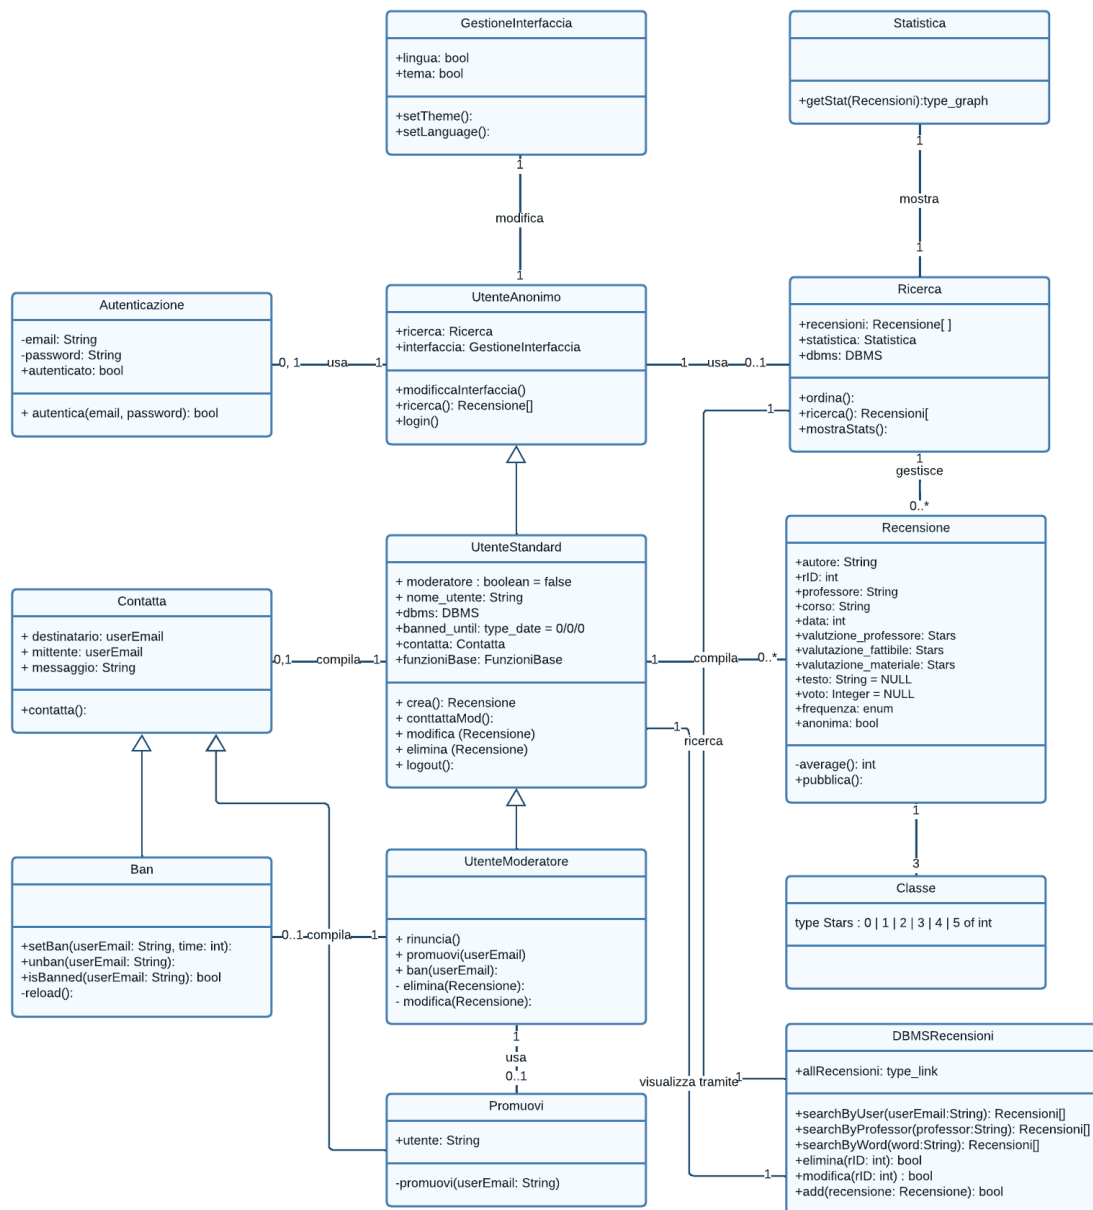 GestioneInterfaccia
+lingua: bool
+tema: bool
+setTheme():
+setLanguage():
Statistica
+getStat(Recensioni):type_graph
1
modifica
1
1
mostra
1
Autenticazione
-email: String
-password: String
+autenticato: bool
+ autentica(email, password): bool
0, 1
usa
1
UtenteAnonimo
+ricerca: Ricerca
+interfaccia: GestioneInterfaccia
+modificcaInterfaccia()
+ricerca(): Recensione[]
+login()
1
usa
0..1
Ricerca
+recensioni: Recensione[ ]
+statistica: Statistica
+dbms: DBMS
+ordina():
+ricerca(): Recensioni[
+mostraStats():
1
1
gestisce
0..*
Contatta
+ destinatario: userEmail
+ mittente: userEmail
+ messaggio: String
+contatta():
0,1
compila
1
UtenteStandard
+ moderatore : boolean = false
+ nome_utente: String
+dbms: DBMS
+banned_until: type_date = 0/0/0
+contatta: Contatta
+funzioniBase: FunzioniBase
+ crea(): Recensione
+ conttattaMod():
+ modifica (Recensione)
+ elimina (Recensione)
+ logout():
1
compila
0..*
1
ricerca
Recensione
+autore: String
+rID: int
+professore: String
+corso: String
+data: int
+valutzione_professore: Stars
+valutazione_fattibile: Stars
+valutazione_materiale: Stars
+testo: String = NULL
+voto: Integer = NULL
+frequenza: enum
+anonima: bool
-average(): int
+pubblica():
1
3
Classe
type Stars : 0 | 1 | 2 | 3 | 4 | 5 of int
Ban
+setBan(userEmail: String, time: int):
+unban(userEmail: String):
+isBanned(userEmail: String): bool
-reload():
0..1
compila
1
UtenteModeratore
+ rinuncia()
+ promuovi(userEmail)
+ ban(userEmail):
- elimina(Recensione):
- modifica(Recensione):
1
usa
0..1
Promuovi
+utente: String
-promuovi(userEmail: String)
visualizza tramite
1
1
DBMSRecensioni
+allRecensioni: type_link
+searchByUser(userEmail:String): Recensioni[]
+searchByProfessor(professor:String): Recensioni[]
+searchByWord(word:String): Recensioni[]
+elimina(rID: int): bool
+modifica(rID: int) : bool
+add(recensione: Recensione): bool